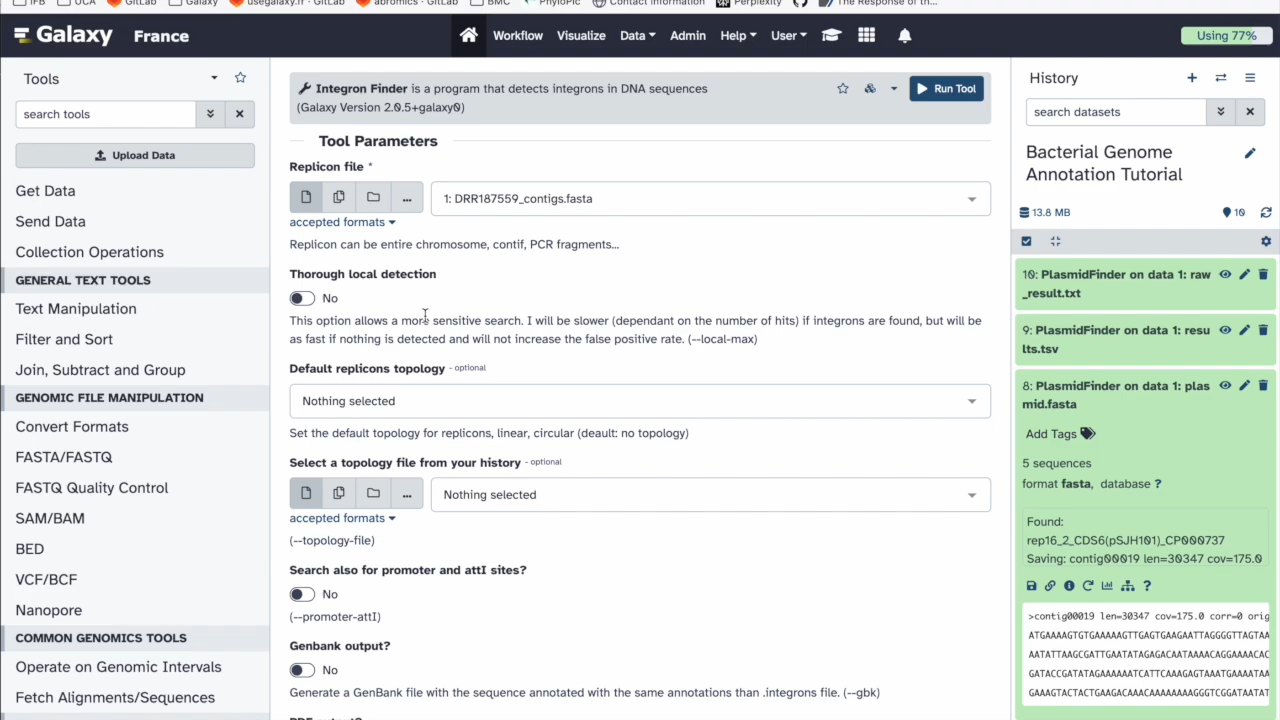 IFB
UCA
GitLab
Galaxy
usegalaxy.fr · GitLab
abromics · GitLab
BMC
PhyloPic
Contact information
Perplexity
The Response of th...
Galaxy France
Workflow
Visualize
Data
Admin
Help
User
Using 77%
Tools
search tools
Upload Data
Get Data
Send Data
Collection Operations
GENERAL TEXT TOOLS
Text Manipulation
Filter and Sort
Join, Subtract and Group
GENOMIC FILE MANIPULATION
Convert Formats
FASTA/FASTQ
FASTQ Quality Control
SAM/BAM
BED
VCF/BCF
Nanopore
COMMON GENOMICS TOOLS
Operate on Genomic Intervals
Fetch Alignments/Sequences
Integron Finder is a program that detects integrons in DNA sequences
(Galaxy Version 2.0.5+galaxy0)
Run Tool
Tool Parameters
Replicon file *
...
1: DRR187559_contigs.fasta
accepted formats
Replicon can be entire chromosome, contif, PCR fragments...
Thorough local detection
No
This option allows a more sensitive search. I will be slower (dependant on the number of hits) if integrons are found, but will be
as fast if nothing is detected and will not increase the false positive rate. (--local-max)
Default replicons topology - optional
Nothing selected
Set the default topology for replicons, linear, circular (deault: no topology)
Select a topology file from your history - optional
...
Nothing selected
accepted formats
(--topology-file)
Search also for promoter and attI sites?
No
(--promoter-attI)
Genbank output?
No
Generate a GenBank file with the sequence annotated with the same annotations than .integrons file. (--gbk)
History
search datasets
Bacterial Genome
Annotation Tutorial
13.8 MB
10
10: PlasmidFinder on data 1: raw
_result.txt
9: PlasmidFinder on data 1: resu
lts.tsv
8: PlasmidFinder on data 1: plas
mid.fasta
Add Tags
5 sequences
format fasta, database ?
Found:
rep16_2_CDS6(pSJH101)_CP000737
Saving: contig00019 len=30347 cov=175.0
>contig00019 len=30347 cov=175.0 corr=0 orig
ATGAAAAGTGTGAAAAAGTTGAGTGAAGAATTAGGGGTTAGTAA
AATATTAAGCGATTGAATATAGAGACAATAAAACAGGAAAACAC
GATACCGATATAGAAAAAATCATTCAAAGAGTAAATGAAAATAA
GAAAGTACTACTGAAGACAAACAAAAAAAAGGGTCGGATAATAT